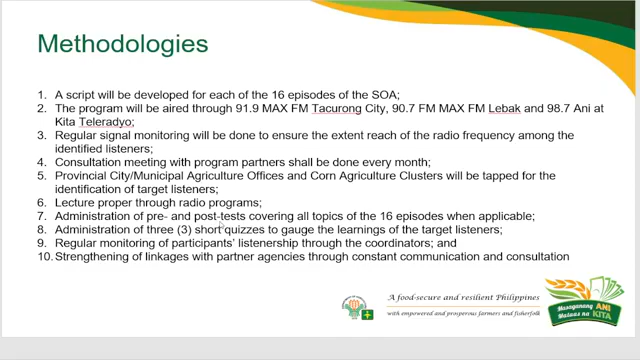 Methodologies
1. A script will be developed for each of the 16 episodes of the SOA;
2. The program will be aired through 91.9 MAX FM Tacurong City, 90.7 FM MAX FM Lebak and 98.7 Ani at
Kita Teleradyo;
3. Regular signal monitoring will be done to ensure the extent reach of the radio frequency among the
identified listeners;
4. Consultation meeting with program partners shall be done every month;
5. Provincial City/Municipal Agriculture Offices and Corn Agriculture Clusters will be tapped for the
identification of target listeners;
6. Lecture proper through radio programs;
7. Administration of pre- and post-tests covering all topics of the 16 episodes when applicable;
8. Administration of three (3) short quizzes to gauge the learnings of the target listeners;
9. Regular monitoring of participants' listenership through the coordinators; and
10. Strengthening of linkages with partner agencies through constant communication and consultation
A food-secure and resilient Philippines
with empowered and prosperous farmers and fisherfolk
Masaganang ANI
Mataas na KITA